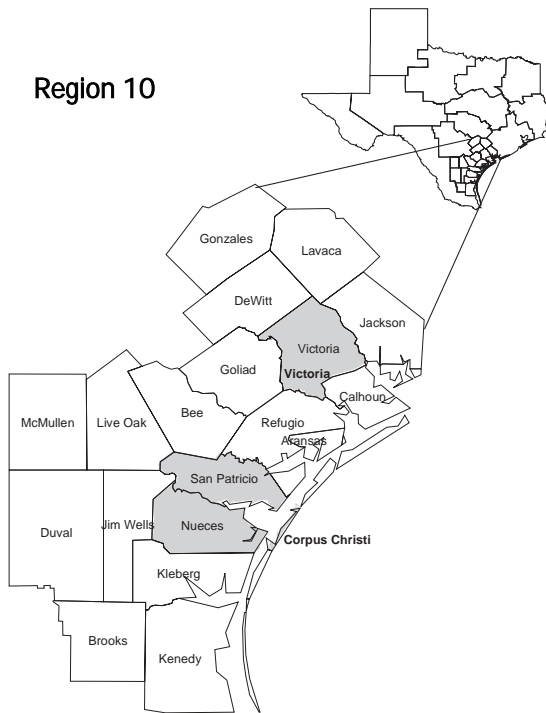 Region 10
Gonzales
Lavaca
DeWitt
Jackson
Victoria
Victoria
Goliad
Calhoun
Bee
Refugio
McMullen
Live Oak
Aransas
San Patricio
Jim Wells
Nueces
Duval
Corpus Christi
Kleberg
Brooks
Kenedy